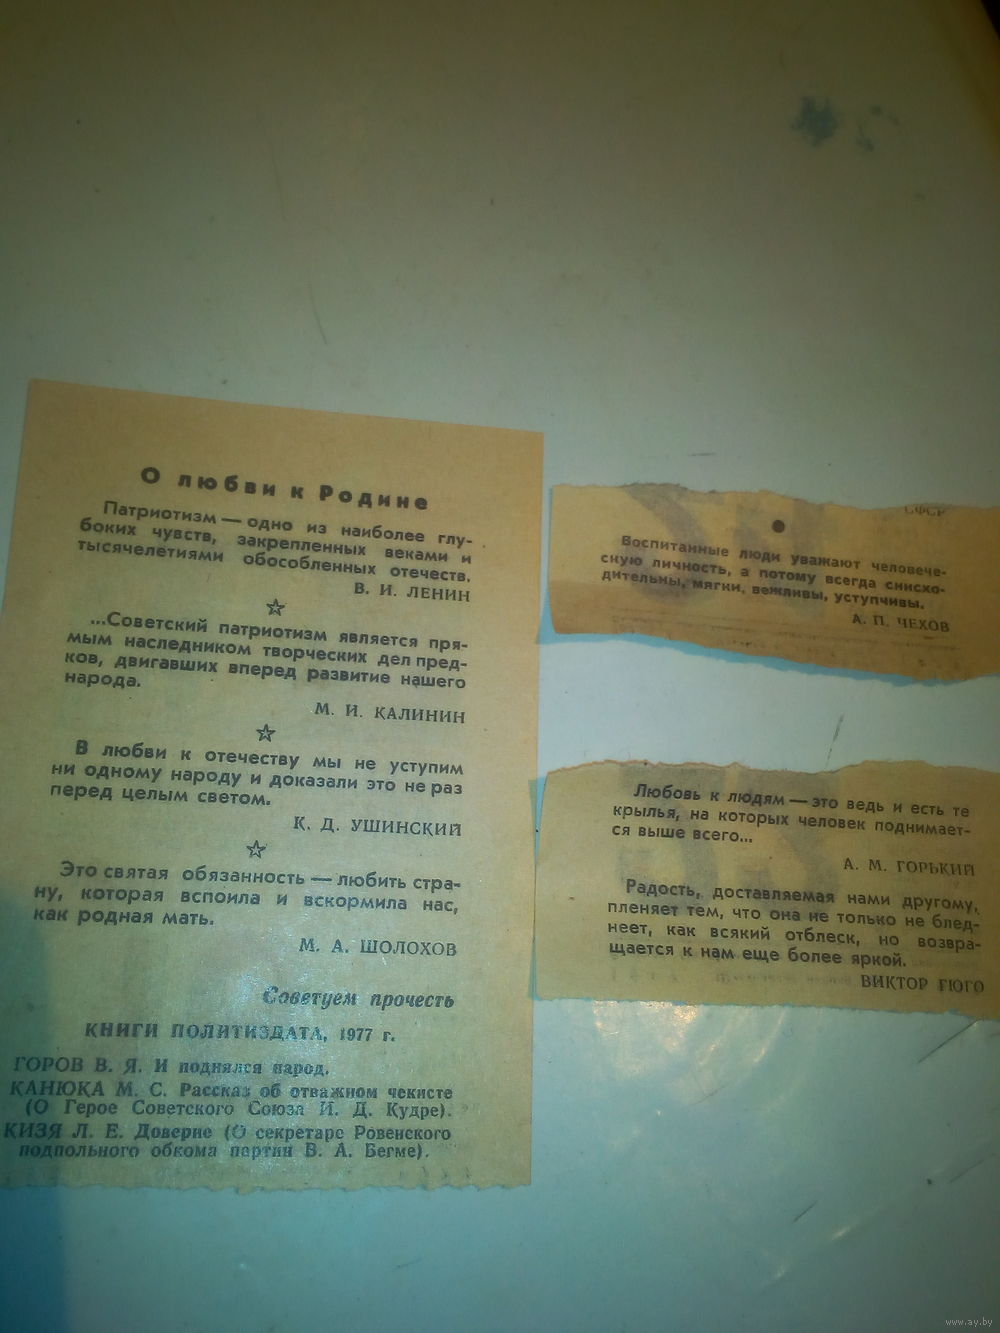 О любви к Родине
Патриотизм — одно из наиболее глу-
боких чувств, закрепленных веками и
тысячелетиями обособленных отечеств.
В. И. ЛЕНИН
☆
...Советский патриотизм является пря-
мым наследником творческих дел пред-
ков, двигавших вперед развитие нашего
народа.
М. И. КАЛИНИН
☆
В любви к отечеству мы не уступим
ни одному народу и доказали это не раз
перед целым светом.
К. Д. УШИНСКИЙ
☆
Это святая обязанность — любить стра-
ну, которая вспоила и вскормила нас,
как родная мать.
М. А. ШОЛОХОВ
Советуем прочесть
КНИГИ ПОЛИТИЗДАТА, 1977 г.
ГОРОВ В. Я. И поднялся народ.
КАНЮКА М. С. Рассказ об отважном чекисте
(О Герое Советского Союза И. Д. Кудре).
КИЗЯ Л. Е. Доверие (О секретаре Ровенского
подпольного обкома партии В. А. Бегме).
●
Воспитанные люди уважают человече-
скую личность, а потому всегда снисхо-
дительны, мягки, вежливы, уступчивы.
А. П. ЧЕХОВ
Любовь к людям — это ведь и есть те
крылья, на которых человек поднимает-
ся выше всего...
А. М. ГОРЬКИЙ
Радость, доставляемая нами другому,
пленяет тем, что она не только не блед-
неет, как всякий отблеск, но возвра-
щается к нам еще более яркой.
ВИКТОР ГЮГО
www.ay.by